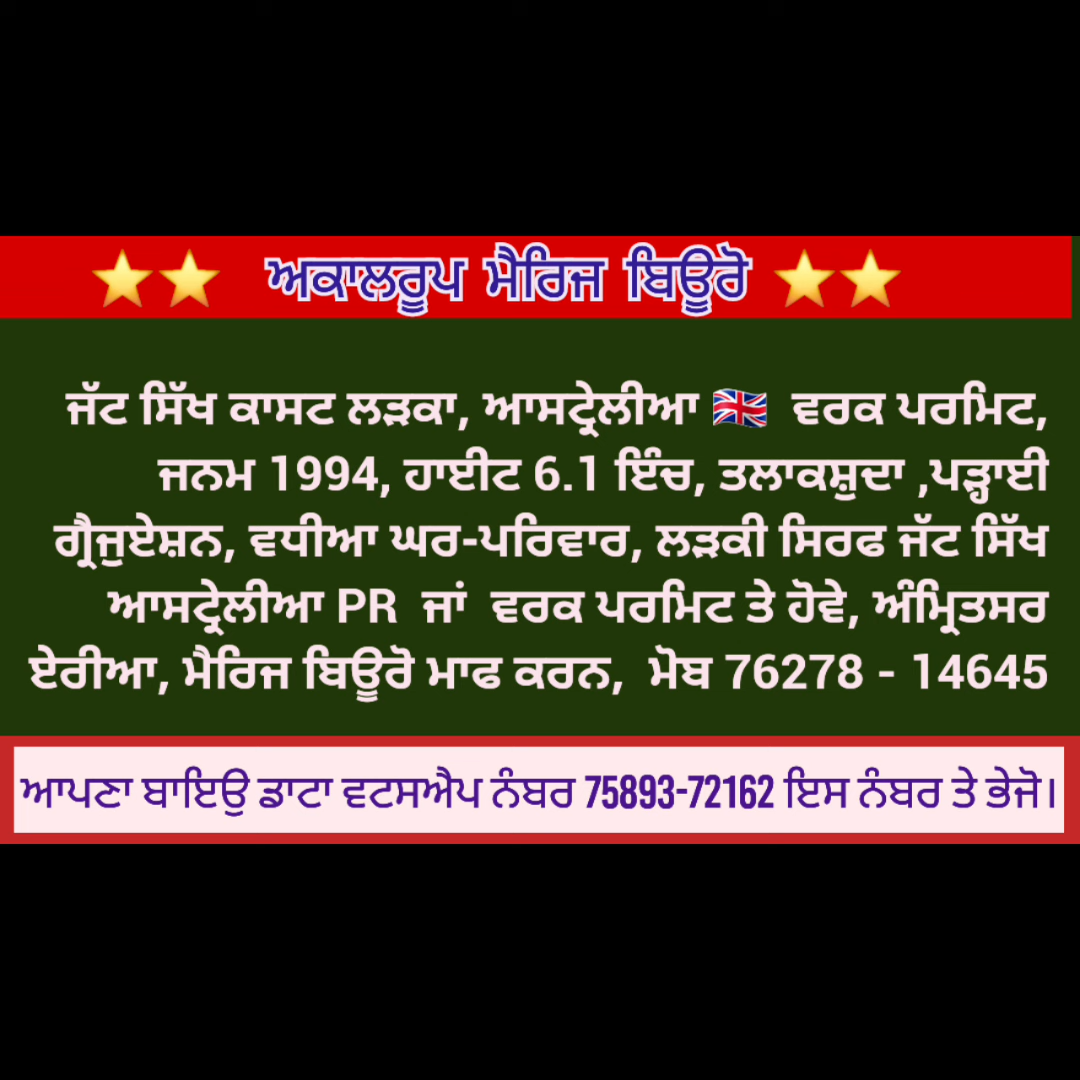 ⭐⭐ ਅਕਾਲਰੂਪ ਮੈਰਿਜ ਬਿਊਰੋ ⭐⭐
ਜੱਟ ਸਿੱਖ ਕਾਸਟ ਲੜਕਾ, ਆਸਟ੍ਰੇਲੀਆ 🇬🇧 ਵਰਕ ਪਰਮਿਟ,
ਜਨਮ 1994, ਹਾਈਟ 6.1 ਇੰਚ, ਤਲਾਕਸ਼ੁਦਾ ,ਪੜ੍ਹਾਈ
ਗ੍ਰੈਜੁਏਸ਼ਨ, ਵਧੀਆ ਘਰ-ਪਰਿਵਾਰ, ਲੜਕੀ ਸਿਰਫ ਜੱਟ ਸਿੱਖ
ਆਸਟ੍ਰੇਲੀਆ PR ਜਾਂ ਵਰਕ ਪਰਮਿਟ ਤੇ ਹੋਵੇ, ਅੰਮ੍ਰਿਤਸਰ
ਏਰੀਆ, ਮੈਰਿਜ ਬਿਊਰੋ ਮਾਫ ਕਰਨ, ਮੋਬ 76278 - 14645
ਆਪਣਾ ਬਾਇਉ ਡਾਟਾ ਵਟਸਐਪ ਨੰਬਰ 75893-72162 ਇਸ ਨੰਬਰ ਤੇ ਭੇਜੋ।